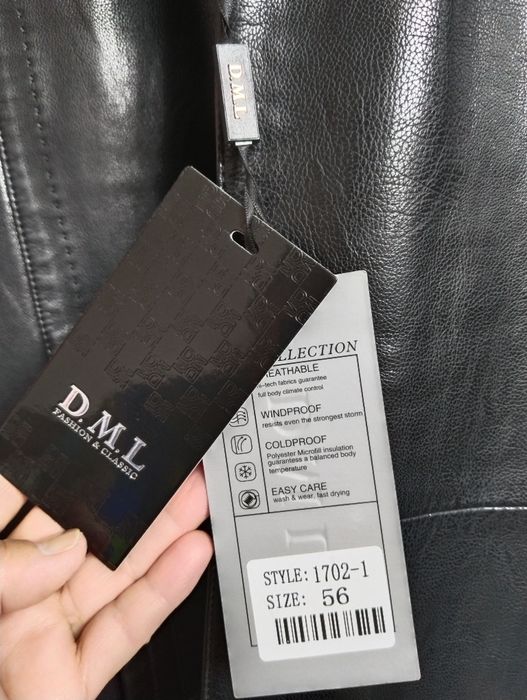 D.M.L
D.M.L
FASHION & CLASSIC
COLLECTION
BREATHABLE
hi-tech fabrics guarantee
full body climate control
WINDPROOF
resists even the strongest storm
COLDPROOF
Polyester Microfill insulation
guarantess a balanced body
temperature
EASY CARE
wash & wear, fast drying
STYLE: 1702-1
SIZE: 56